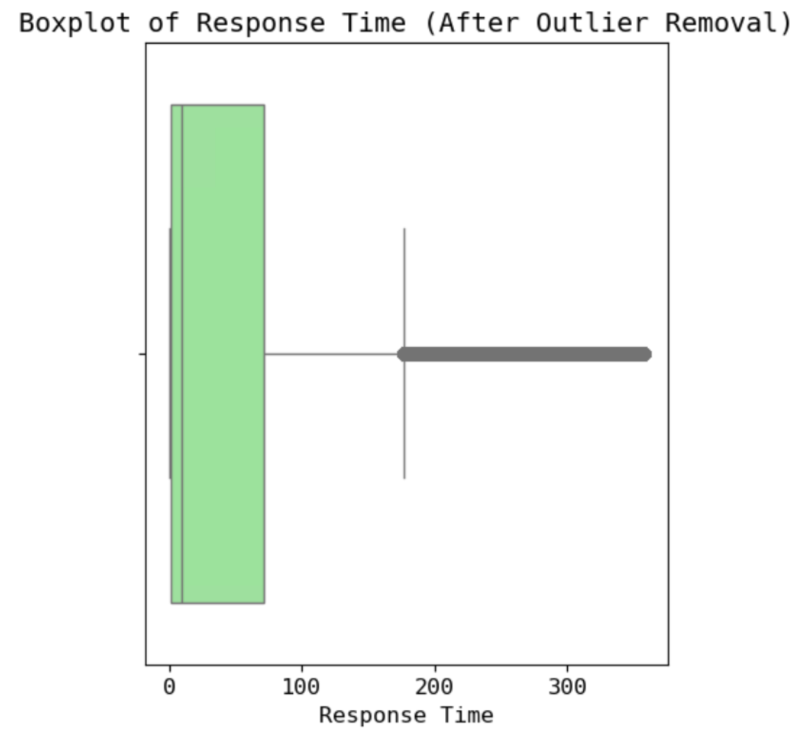 Boxplot of Response Time (After Outlier Removal)
0 100 200 300
Response Time